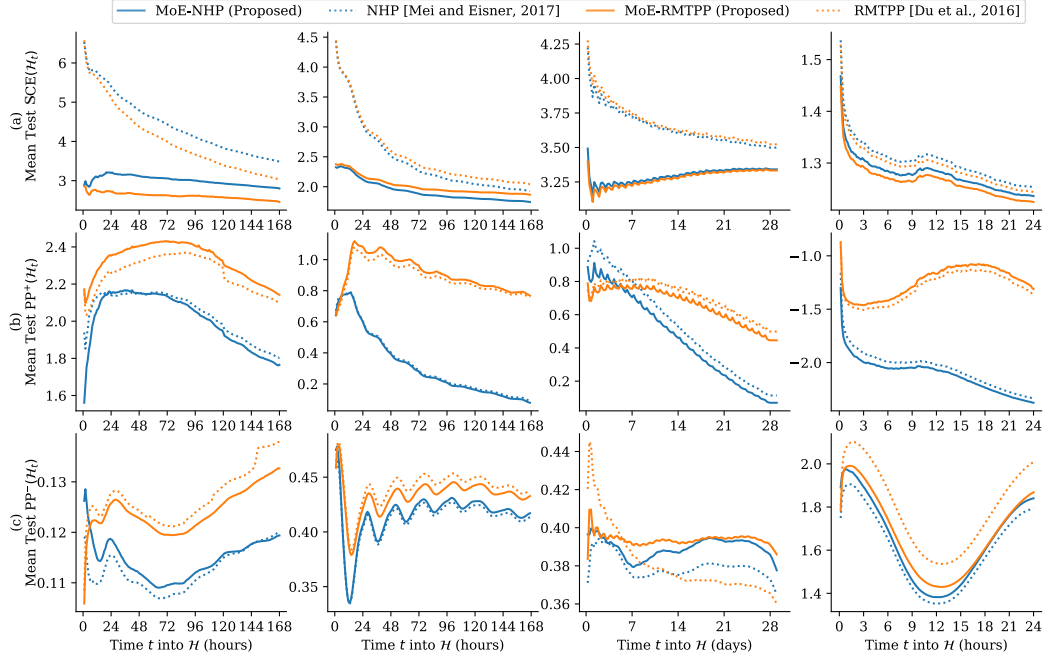 MoE-NHP (Proposed) NHP [Mei and Eisner, 2017] MoE-RMTPP (Proposed) RMTPP [Du et al., 2016]
(a)
Mean Test SCE(ℋₜ)
6
5
4
3
0 24 48 72 96 120 144 168
4.5
4.0
3.5
3.0
2.5
2.0
0 24 48 72 96 120 144 168
4.25
4.00
3.75
3.50
3.25
0 7 14 21 28
1.5
1.4
1.3
0 3 6 9 12 15 18 21 24
(b)
Mean Test PP⁺(ℋₜ)
2.4
2.2
2.0
1.8
1.6
0 24 48 72 96 120 144 168
1.0
0.8
0.6
0.4
0.2
0 24 48 72 96 120 144 168
1.0
0.8
0.6
0.4
0.2
0 7 14 21 28
−1.0
−1.5
−2.0
0 3 6 9 12 15 18 21 24
(c)
Mean Test PP⁻(ℋₜ)
0.13
0.12
0.11
0 24 48 72 96 120 144 168
Time t into ℋ (hours)
0.45
0.40
0.35
0 24 48 72 96 120 144 168
Time t into ℋ (hours)
0.44
0.42
0.40
0.38
0.36
0 7 14 21 28
Time t into ℋ (days)
2.0
1.8
1.6
1.4
0 3 6 9 12 15 18 21 24
Time t into ℋ (hours)